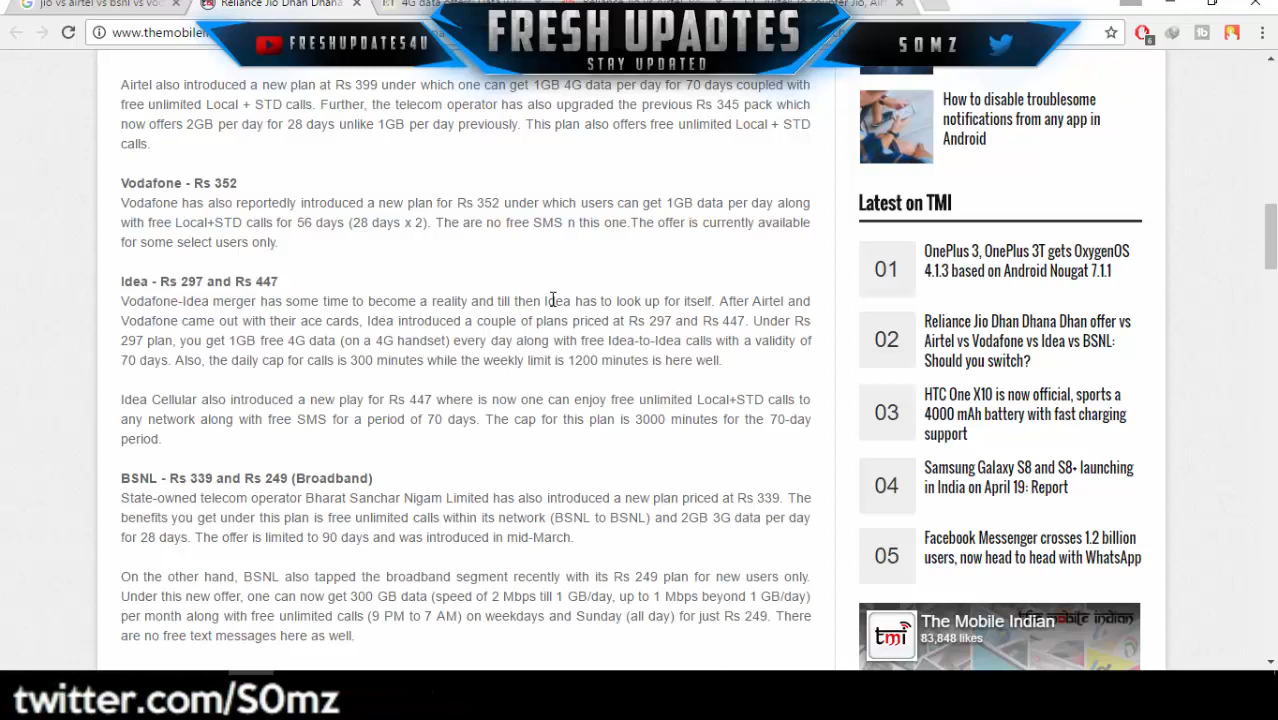 jio vs airtel vs bsnl vs voc
Reliance Jio Dhan Dhana
4G data offers: Data
FRESH UPADTES
STAY UPDATED
FRESHUPDATES4U
SOMZ
www.themobile
6
Airtel also introduced a new plan at Rs 399 under which one can get 1GB 4G data per day for 70 days coupled with
free unlimited Local + STD calls. Further, the telecom operator has also upgraded the previous Rs 345 pack which
now offers 2GB per day for 28 days unlike 1GB per day previously. This plan also offers free unlimited Local + STD
calls.
Vodafone - Rs 352
Vodafone has also reportedly introduced a new plan for Rs 352 under which users can get 1GB data per day along
with free Local+STD calls for 56 days (28 days x 2). The are no free SMS n this one.The offer is currently available
for some select users only.
Idea - Rs 297 and Rs 447
Vodafone-Idea merger has some time to become a reality and till then Idea has to look up for itself. After Airtel and
Vodafone came out with their ace cards, Idea introduced a couple of plans priced at Rs 297 and Rs 447. Under Rs
297 plan, you get 1GB free 4G data (on a 4G handset) every day along with free Idea-to-Idea calls with a validity of
70 days. Also, the daily cap for calls is 300 minutes while the weekly limit is 1200 minutes is here well.
Idea Cellular also introduced a new play for Rs 447 where is now one can enjoy free unlimited Local+STD calls to
any network along with free SMS for a period of 70 days. The cap for this plan is 3000 minutes for the 70-day
period.
BSNL - Rs 339 and Rs 249 (Broadband)
State-owned telecom operator Bharat Sanchar Nigam Limited has also introduced a new plan priced at Rs 339. The
benefits you get under this plan is free unlimited calls within its network (BSNL to BSNL) and 2GB 3G data per day
for 28 days. The offer is limited to 90 days and was introduced in mid-March.
On the other hand, BSNL also tapped the broadband segment recently with its Rs 249 plan for new users only.
Under this new offer, one can now get 300 GB data (speed of 2 Mbps till 1 GB/day, up to 1 Mbps beyond 1 GB/day)
per month along with free unlimited calls (9 PM to 7 AM) on weekdays and Sunday (all day) for just Rs 249. There
are no free text messages here as well.
How to disable troublesome
notifications from any app in
Android
Latest on TMI
01
OnePlus 3, OnePlus 3T gets OxygenOS
4.1.3 based on Android Nougat 7.1.1
02
Reliance Jio Dhan Dhana Dhan offer vs
Airtel vs Vodafone vs Idea vs BSNL:
Should you switch?
03
HTC One X10 is now official, sports a
4000 mAh battery with fast charging
support
04
Samsung Galaxy S8 and S8+ launching
in India on April 19: Report
05
Facebook Messenger crosses 1.2 billion
users, now head to head with WhatsApp
tmi
The Mobile Indian
83,848 likes
the mobile indian
twitter.com/S0mz